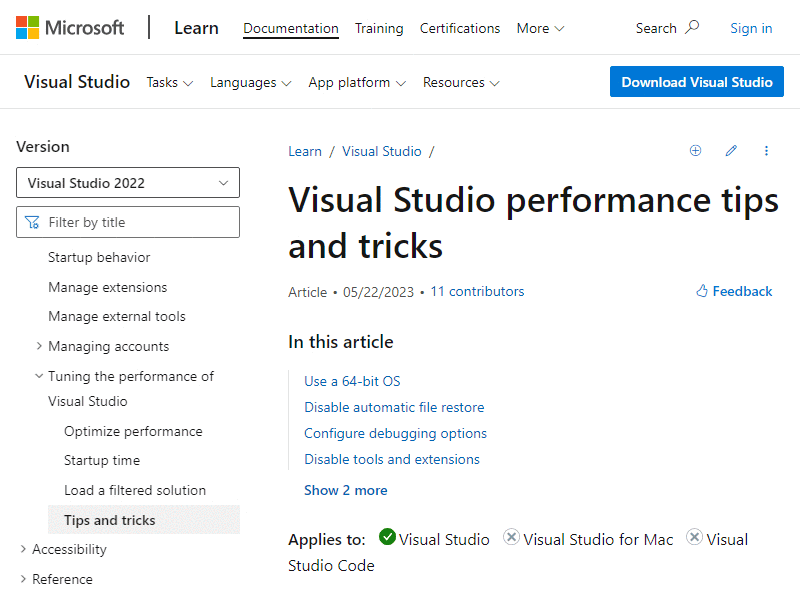 Microsoft Learn Documentation Training Certifications More Search Sign in
Visual Studio Tasks Languages App platform Resources Download Visual Studio
Version
Visual Studio 2022
Filter by title
Startup behavior
Manage extensions
Manage external tools
Managing accounts
Tuning the performance of
Visual Studio
Optimize performance
Startup time
Load a filtered solution
Tips and tricks
Accessibility
Reference
Learn / Visual Studio /
Visual Studio performance tips
and tricks
Article • 05/22/2023 • 11 contributors
Feedback
In this article
Use a 64-bit OS
Disable automatic file restore
Configure debugging options
Disable tools and extensions
Show 2 more
Applies to: Visual Studio Visual Studio for Mac Visual
Studio Code